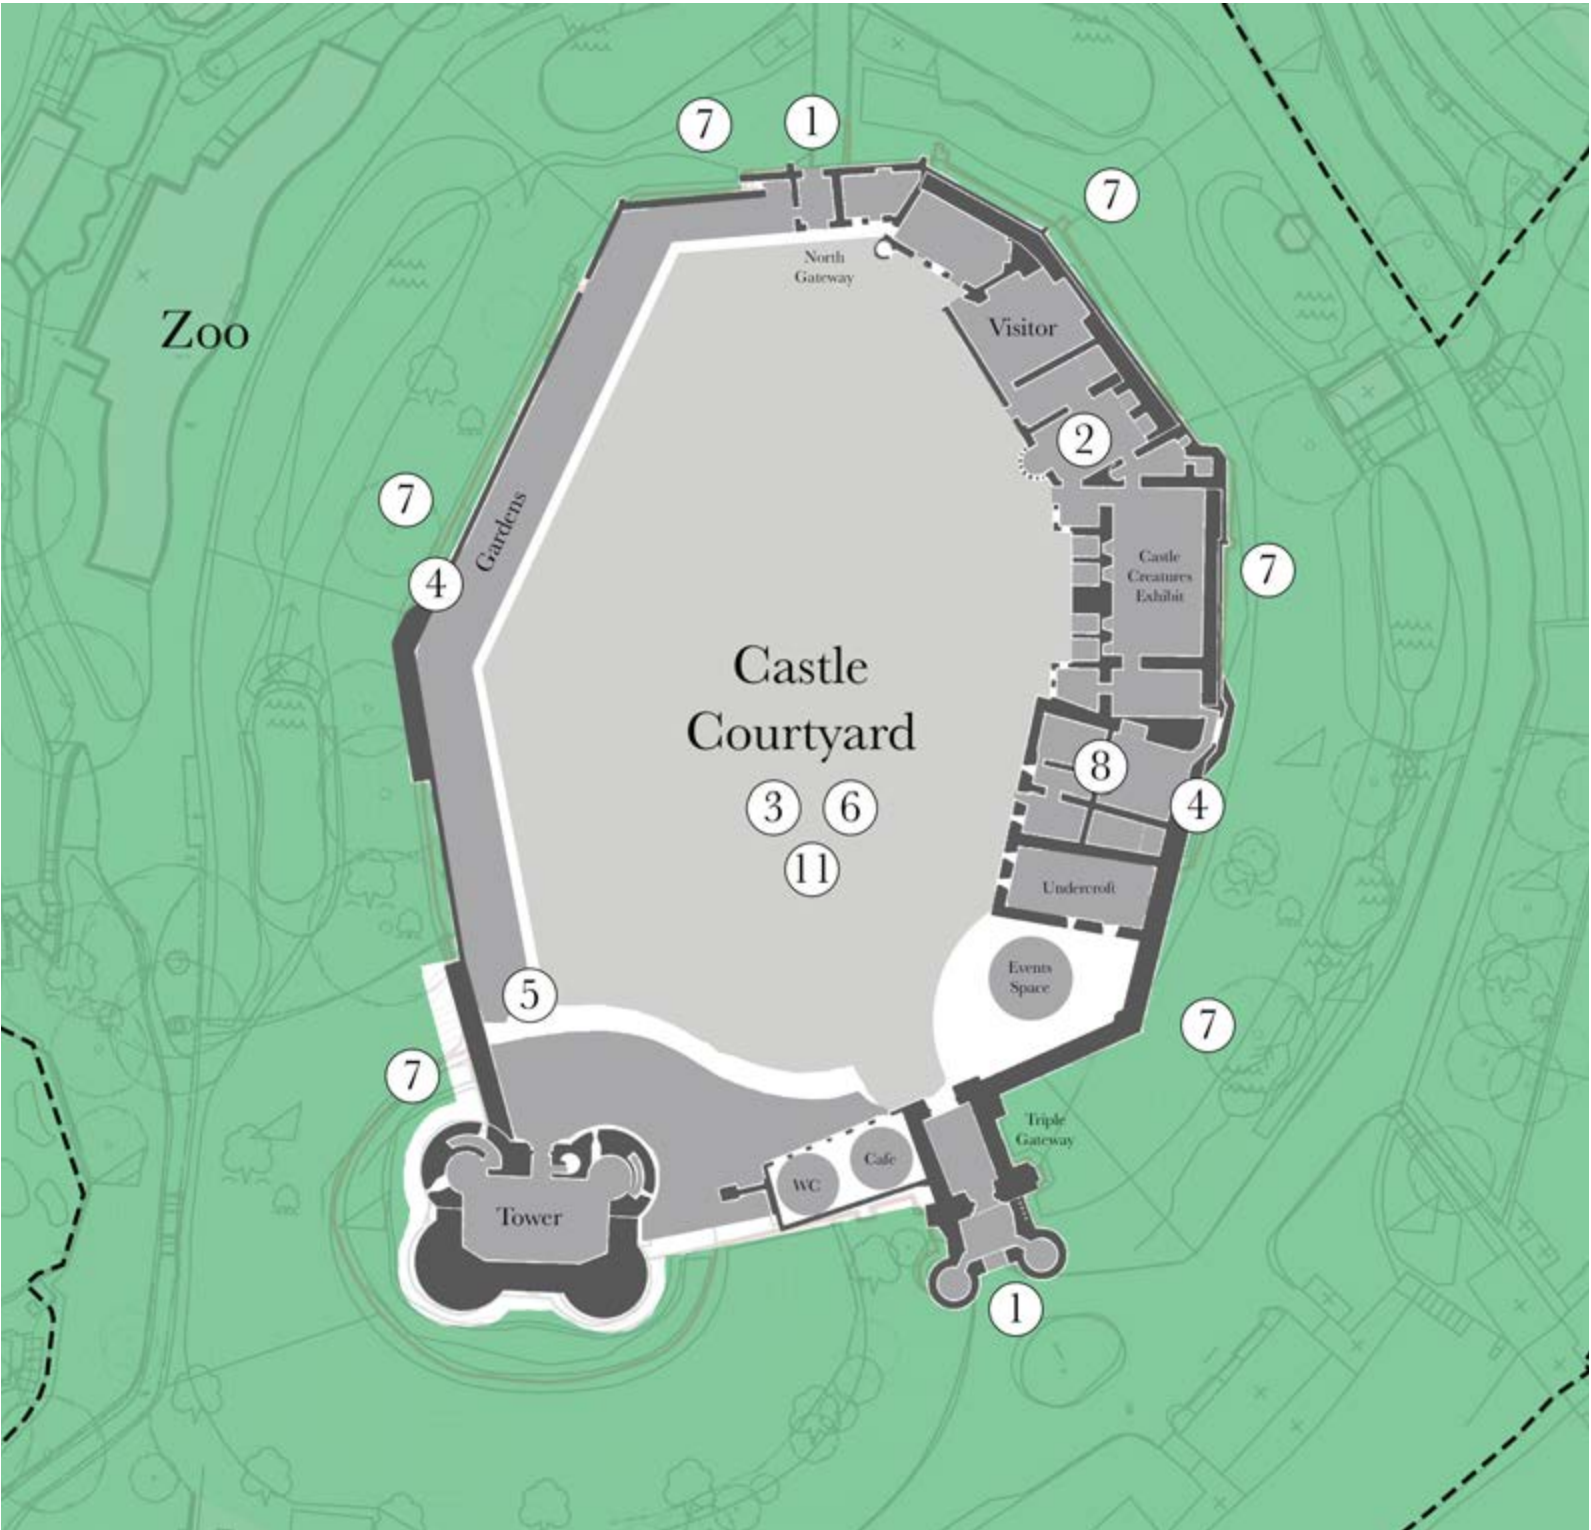 7
1
7
North
Gateway
Zoo
Visitor
2
7
Gardens
4
Castle
Creatures
Exhibit
7
Castle
Courtyard
3
6
11
8
4
Undercroft
Events
Space
5
7
7
Triple
Gateway
Cafe
WC
Tower
1